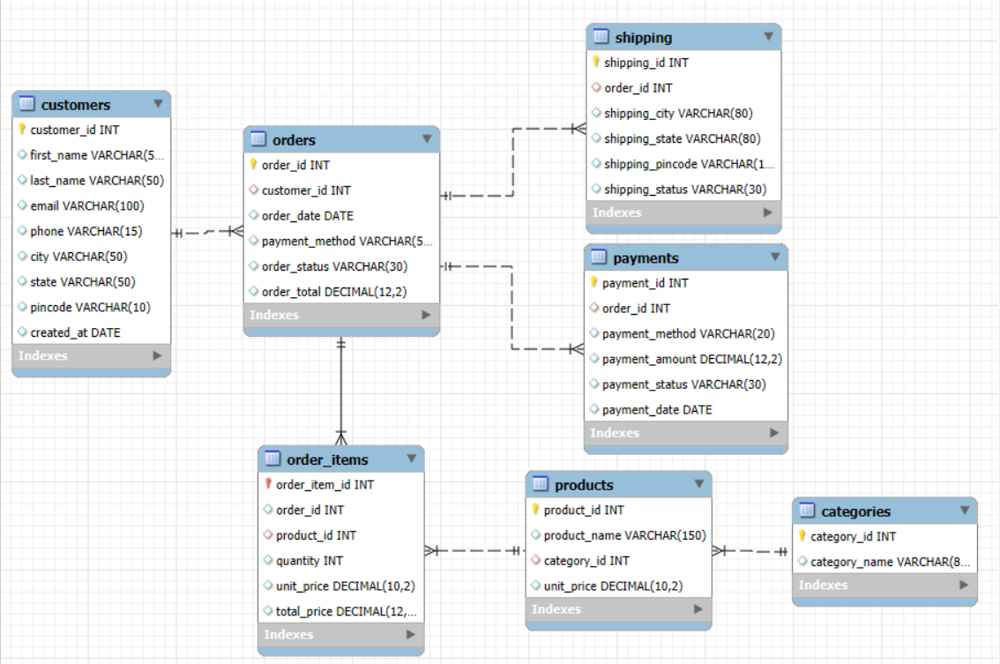 customers
customer_id INT
first_name VARCHAR(5...
last_name VARCHAR(50)
email VARCHAR(100)
phone VARCHAR(15)
city VARCHAR(50)
state VARCHAR(50)
pincode VARCHAR(10)
created_at DATE
Indexes
orders
order_id INT
customer_id INT
order_date DATE
payment_method VARCHAR(5...
order_status VARCHAR(30)
order_total DECIMAL(12,2)
Indexes
shipping
shipping_id INT
order_id INT
shipping_city VARCHAR(80)
shipping_state VARCHAR(80)
shipping_pincode VARCHAR(1...
shipping_status VARCHAR(30)
Indexes
payments
payment_id INT
order_id INT
payment_method VARCHAR(20)
payment_amount DECIMAL(12,2)
payment_status VARCHAR(30)
payment_date DATE
Indexes
order_items
order_item_id INT
order_id INT
product_id INT
quantity INT
unit_price DECIMAL(10,2)
total_price DECIMAL(12,...
Indexes
products
product_id INT
product_name VARCHAR(150)
category_id INT
unit_price DECIMAL(10,2)
Indexes
categories
category_id INT
category_name VARCHAR(8...
Indexes